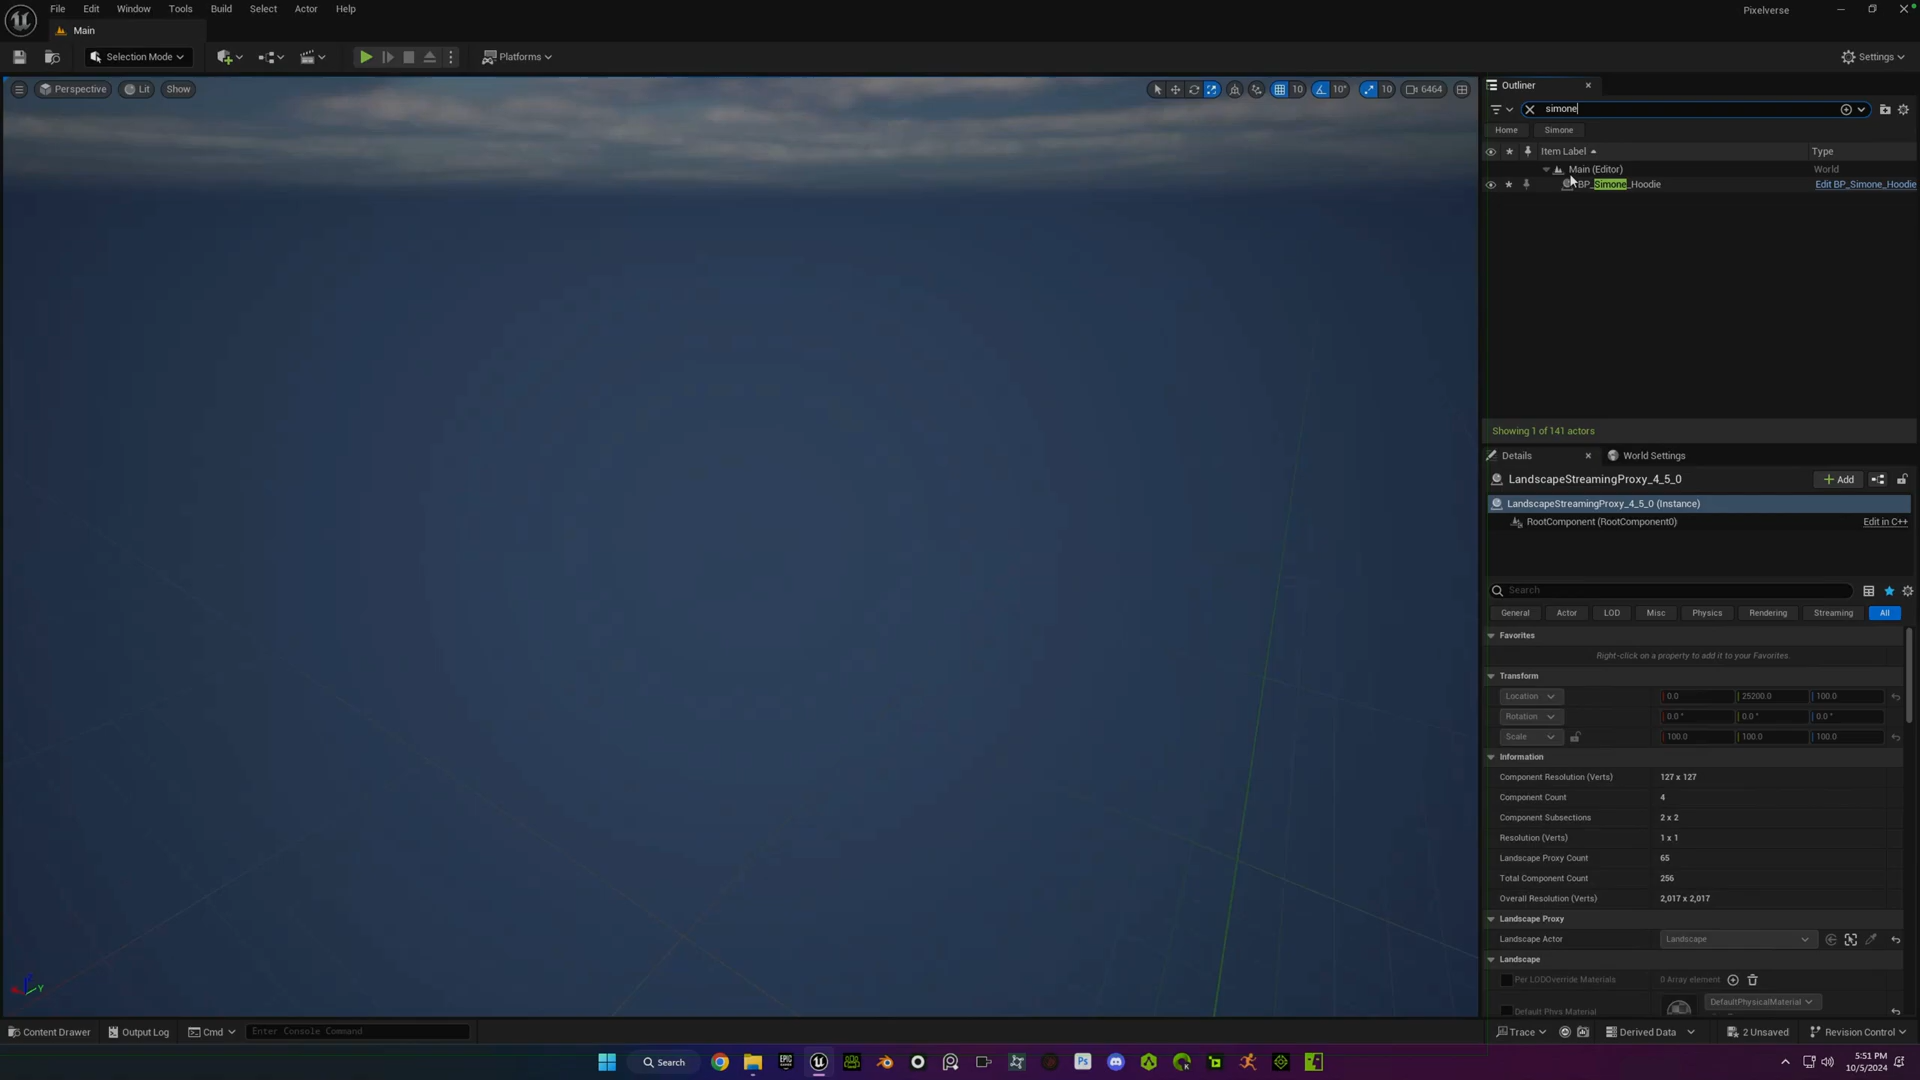 File Edit Window Tools Build Select Actor Help
Pixelverse
Main
Selection Mode
Platforms
Settings
Perspective
Lit
Show
10
10°
10
6464
Outliner
simone
Home
Simone
Item Label
Type
Main (Editor)
World
BP_Simone_Hoodie
Edit BP_Simone_Hoodie
Showing 1 of 141 actors
Details
World Settings
LandscapeStreamingProxy_4_5_0
Add
LandscapeStreamingProxy_4_5_0 (Instance)
RootComponent (RootComponent0)
Edit in C++
Search
General
Actor
LOD
Misc
Physics
Rendering
Streaming
All
Favorites
Right-click on a property to add it to your Favorites.
Transform
Location 0.0 25200.0 100.0
Rotation 0.0 ° 0.0 ° 0.0 °
Scale 100.0 100.0 100.0
Information
Component Resolution (Verts) 127 x 127
Component Count 4
Component Subsections 2 x 2
Resolution (Verts) 1 x 1
Landscape Proxy Count 65
Total Component Count 256
Overall Resolution (Verts) 2,017 x 2,017
Landscape Proxy
Landscape Actor Landscape
Landscape
Per LODOverride Materials 0 Array element
Default Phys Material DefaultPhysicalMaterial
Y
Content Drawer
Output Log
Cmd
Enter Console Command
Trace
Derived Data
2 Unsaved
Revision Control
Search
EPIC
Ps
5:51 PM
10/5/2024